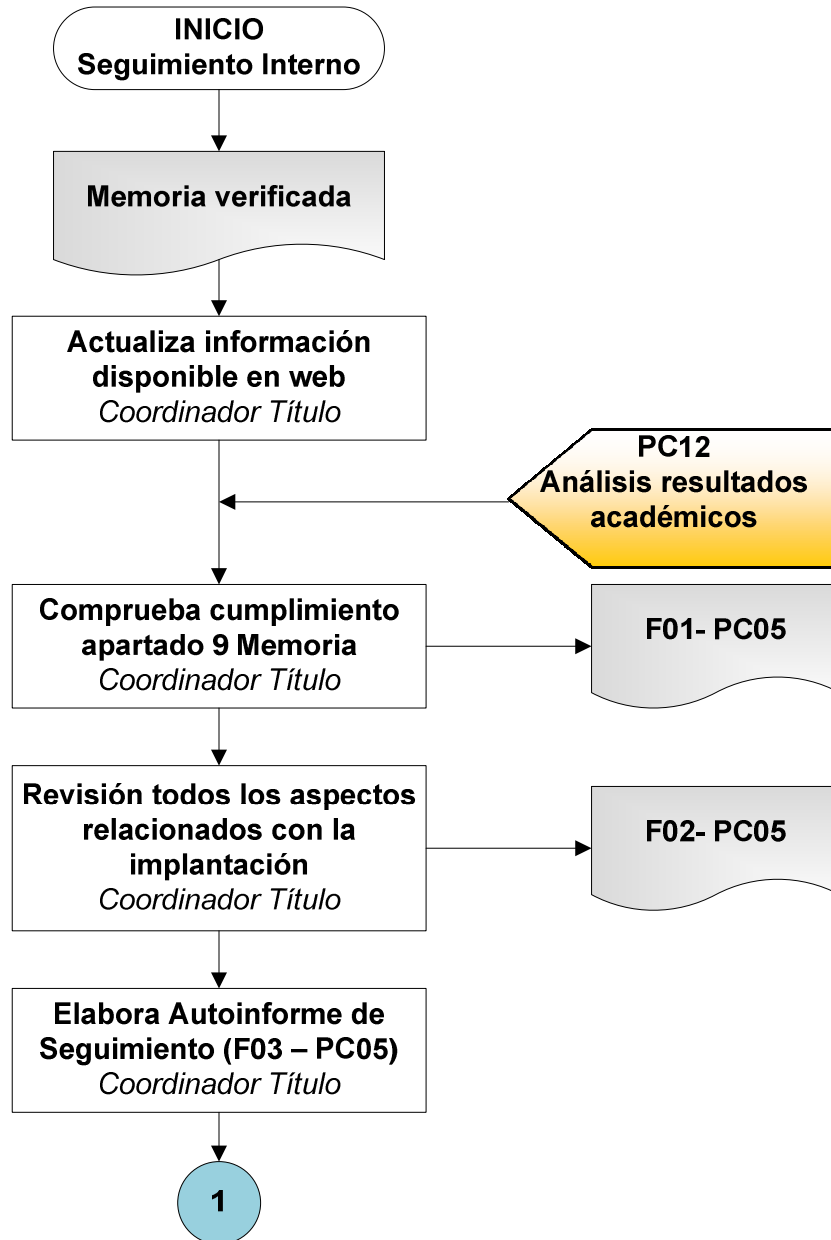 INICIO
Seguimiento Interno
Memoria verificada
Actualiza información
disponible en web
Coordinador Título
PC12
Análisis resultados
académicos
Comprueba cumplimiento
apartado 9 Memoria
Coordinador Título
F01- PC05
Revisión todos los aspectos
relacionados con la
implantación
Coordinador Título
F02- PC05
Elabora Autoinforme de
Seguimiento (F03 – PC05)
Coordinador Título
1